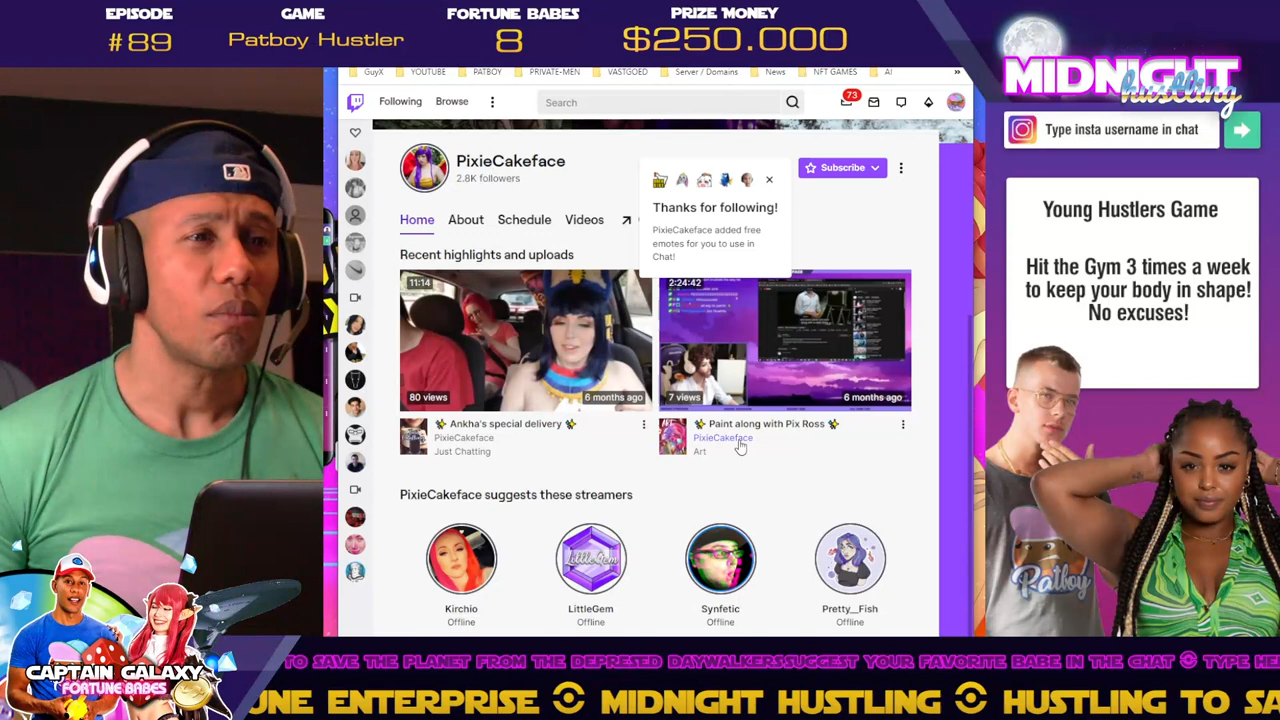 EPISODE
#89
GAME
Patboy Hustler
FORTUNE BABES
8
PRIZE MONEY
$250.000
MIDNIGHT
hustling
Type insta username in chat
Young Hustlers Game
Hit the Gym 3 times a week
to keep your body in shape!
No excuses!
GuyX
YOUTUBE
PATBOY
PRIVATE-MEN
VASTGOED
Server / Domains
News
NFT GAMES
AI
»
Following
Browse
Search
73
PixieCakeface
2.8K followers
Subscribe
Thanks for following!
PixieCakeface added free
emotes for you to use in
Chat!
Home
About
Schedule
Videos
Recent highlights and uploads
11:14
80 views
6 months ago
2:24:42
7 views
6 months ago
Ankha's special delivery
PixieCakeface
Just Chatting
Paint along with Pix Ross
PixieCakeface
Art
PixieCakeface suggests these streamers
LittleGem
Kirchio
Offline
LittleGem
Offline
Synfetic
Offline
Pretty__Fish
Offline
Ratboy
CAPTAIN GALAXY
FORTUNE BABES
TO SAVE THE PLANET FROM THE DEPRESED DAYWALKERS SUGGEST YOUR FAVORITE BABE IN THE CHAT TYPE HE
UNE ENTERPRISE MIDNIGHT HUSTLING HUSTLING TO SA